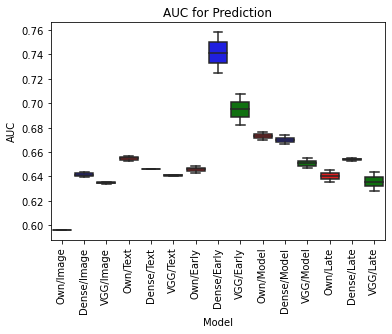 AUC for Prediction
AUC
0.76
0.74
0.72
0.70
0.68
0.66
0.64
0.62
0.60
Own/Image
Dense/Image
VGG/Image
Own/Text
Dense/Text
VGG/Text
Own/Early
Dense/Early
VGG/Early
Own/Model
Dense/Model
VGG/Model
Own/Late
Dense/Late
VGG/Late
Model